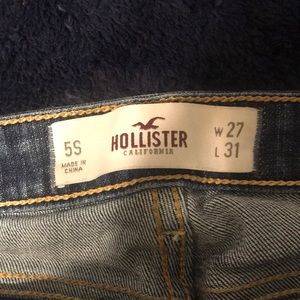 5S
MADE IN
CHINA
HOLLISTER
CALIFORNIA
W 27
L 31